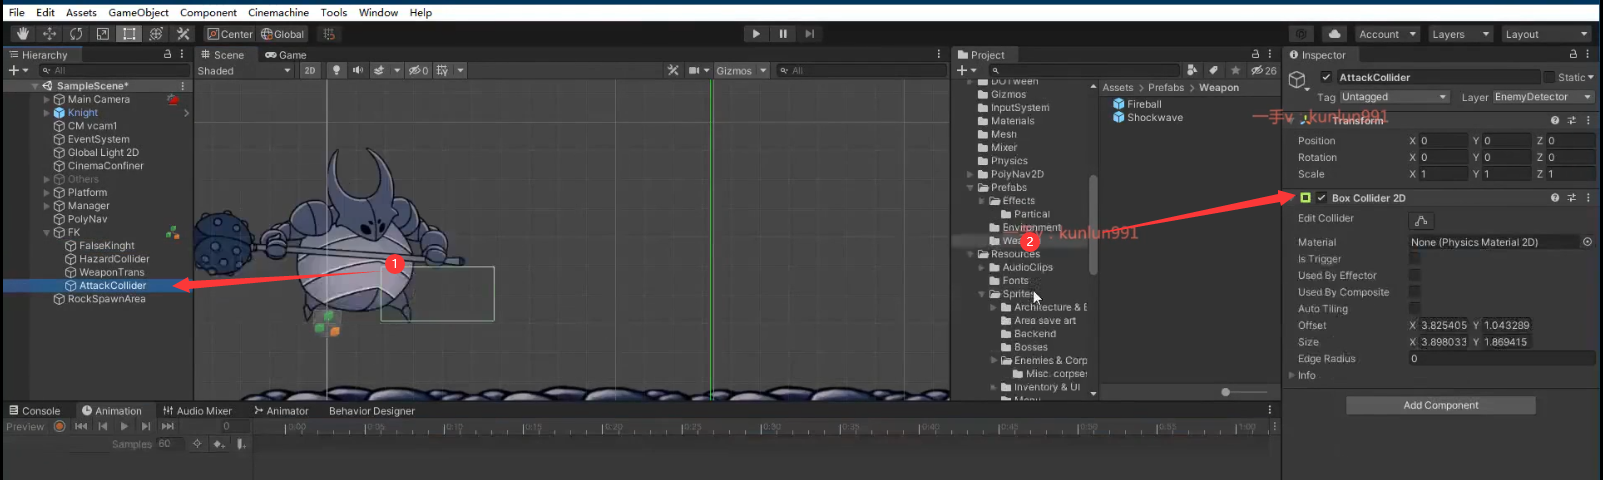 File Edit Assets GameObject Component Cinemachine Tools Window Help
Center Global Account Layers Layout
Hierarchy
All
SampleScene*
Main Camera
Knight
CM vcam1
EventSystem
Global Light 2D
CinemaConfiner
Others
Platform
Manager
PolyNav
FK
FalseKinght
HazardCollider
WeaponTrans
AttackCollider
RockSpawnArea
Scene Game
Shaded 2D 0 Gizmos All
1
2
Project
26
DOTween
Gizmos
InputSystem
Materials
Mesh
Mixer
Physics
PolyNav2D
Prefabs
Effects
Partical
Environment
Resources
AudioClips
Fonts
Sprites
Architecture & E
Area save art
Backend
Bosses
Enemies & Corp
Misc. corpses
Inventory & UI
Assets Prefabs Weapon
Fireball
Shockwave
kunlun991
Inspector
AttackCollider Static
Tag Untagged Layer EnemyDetector
一手v:kunlun991
Transform
Position X 0 Y 0 Z 0
Rotation X 0 Y 0 Z 0
Scale X 1 Y 1 Z 1
Box Collider 2D
Edit Collider
Material None (Physics Material 2D)
Is Trigger
Used By Effector
Used By Composite
Auto Tiling
Offset X 3.825405 Y 1.043289
Size X 3.898033 Y 1.869415
Edge Radius 0
Info
Add Component
Console Animation Audio Mixer Animator Behavior Designer
Preview 0 0:00 0:05 0:10 0:20 0:25 0:30 0:35 0:40 0:45 0:50 0:55 1:00
Samples 60